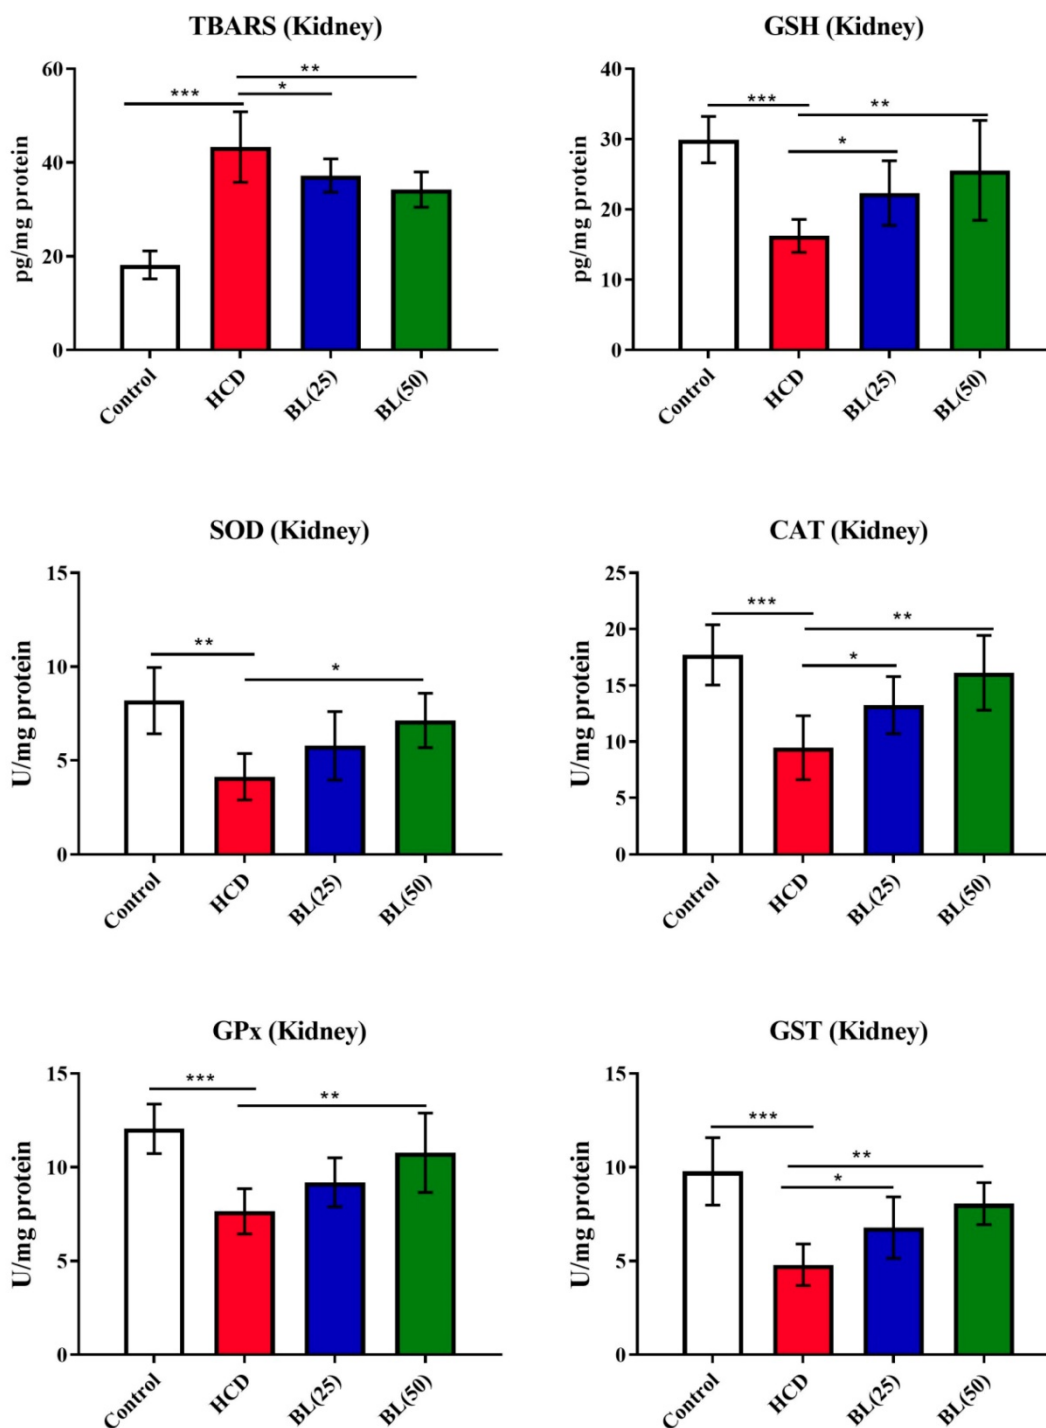 TBARS (Kidney)
pg/mg protein
60
40
20
0
***
**
*
Control
HCD
BL(25)
BL(50)
GSH (Kidney)
pg/mg protein
40
30
20
10
0
***
**
*
Control
HCD
BL(25)
BL(50)
SOD (Kidney)
U/mg protein
15
10
5
0
**
*
Control
HCD
BL(25)
BL(50)
CAT (Kidney)
U/mg protein
25
20
15
10
5
0
***
**
*
Control
HCD
BL(25)
BL(50)
GPx (Kidney)
U/mg protein
15
10
5
0
***
**
Control
HCD
BL(25)
BL(50)
GST (Kidney)
U/mg protein
15
10
5
0
***
**
*
Control
HCD
BL(25)
BL(50)